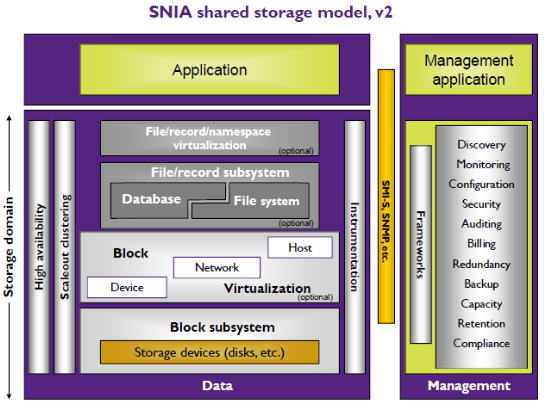 SNIA shared storage model, v2
Application
Management
application
Storage domain
High availability
Scaleout clustering
File/record/namespace
virtualization
(optional)
File/record subsystem
Database
File system
(optional)
Block
Host
Network
Device
Virtualization
(optional)
Block subsystem
Storage devices (disks, etc.)
Instrumentation
Data
SMI-S, SNMP, etc.
Frameworks
Discovery
Monitoring
Configuration
Security
Auditing
Billing
Redundancy
Backup
Capacity
Retention
Compliance
Management